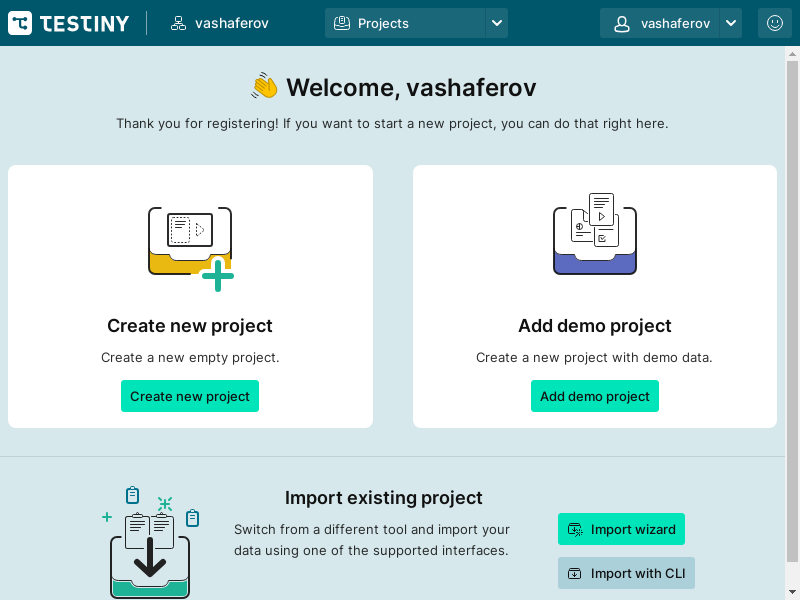 TESTINY
vashaferov
Projects
vashaferov
Welcome, vashaferov
Thank you for registering! If you want to start a new project, you can do that right here.
Create new project
Create a new empty project.
Create new project
Add demo project
Create a new project with demo data.
Add demo project
Import existing project
Switch from a different tool and import your
data using one of the supported interfaces.
Import wizard
Import with CLI